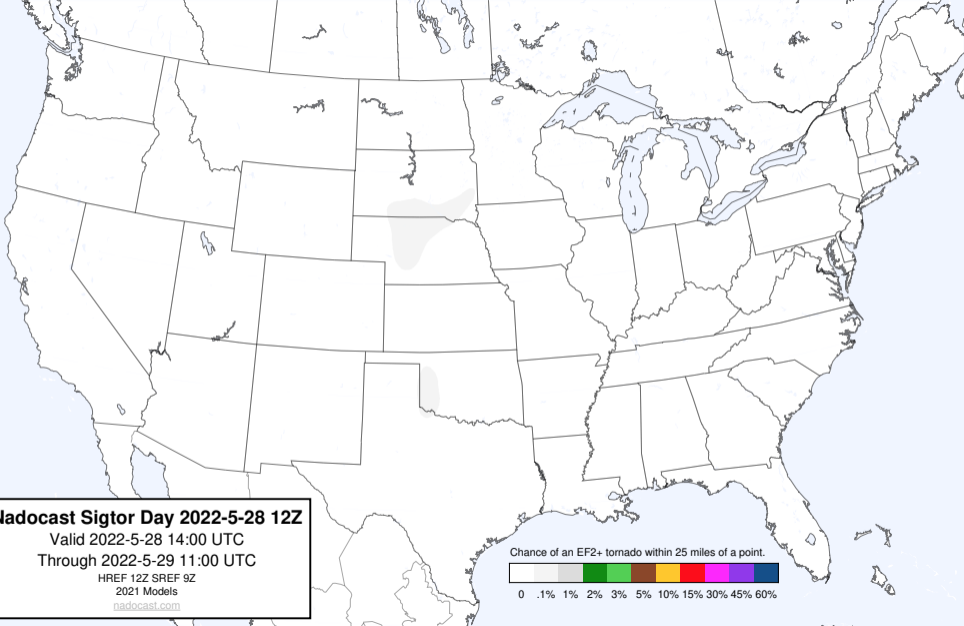 Nadocast Sigtor Day 2022-5-28 12Z
Valid 2022-5-28 14:00 UTC
Through 2022-5-29 11:00 UTC
HREF 12Z SREF 9Z
2021 Models
nadocast.com
Chance of an EF2+ tornado within 25 miles of a point.
0 .1% 1% 2% 3% 5% 10% 15% 30% 45% 60%